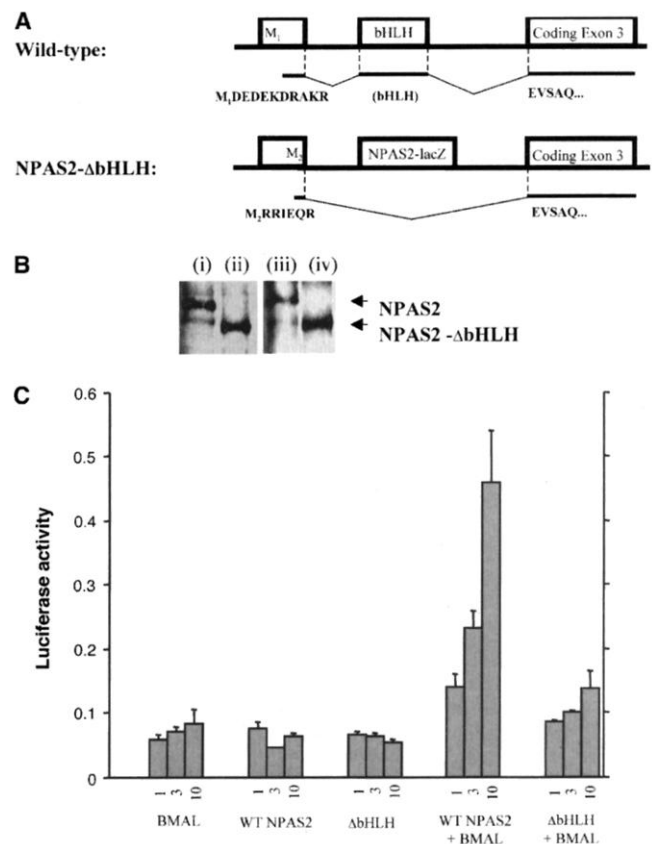 A
Wild-type:
M₁ bHLH Coding Exon 3
M₁DEDEKDRAKR (bHLH) EVSAQ...
NPAS2-ΔbHLH:
M₂ NPAS2-lacZ Coding Exon 3
M₂RRIEQR EVSAQ...
B
(i) (ii) (iii) (iv)
NPAS2
NPAS2 -ΔbHLH
C
Luciferase activity
0.6
0.5
0.4
0.3
0.2
0.1
0
1 3 10 1 3 10 1 3 10 1 3 10 1 3 10
BMAL WT NPAS2 ΔbHLH WT NPAS2 ΔbHLH
+ BMAL + BMAL